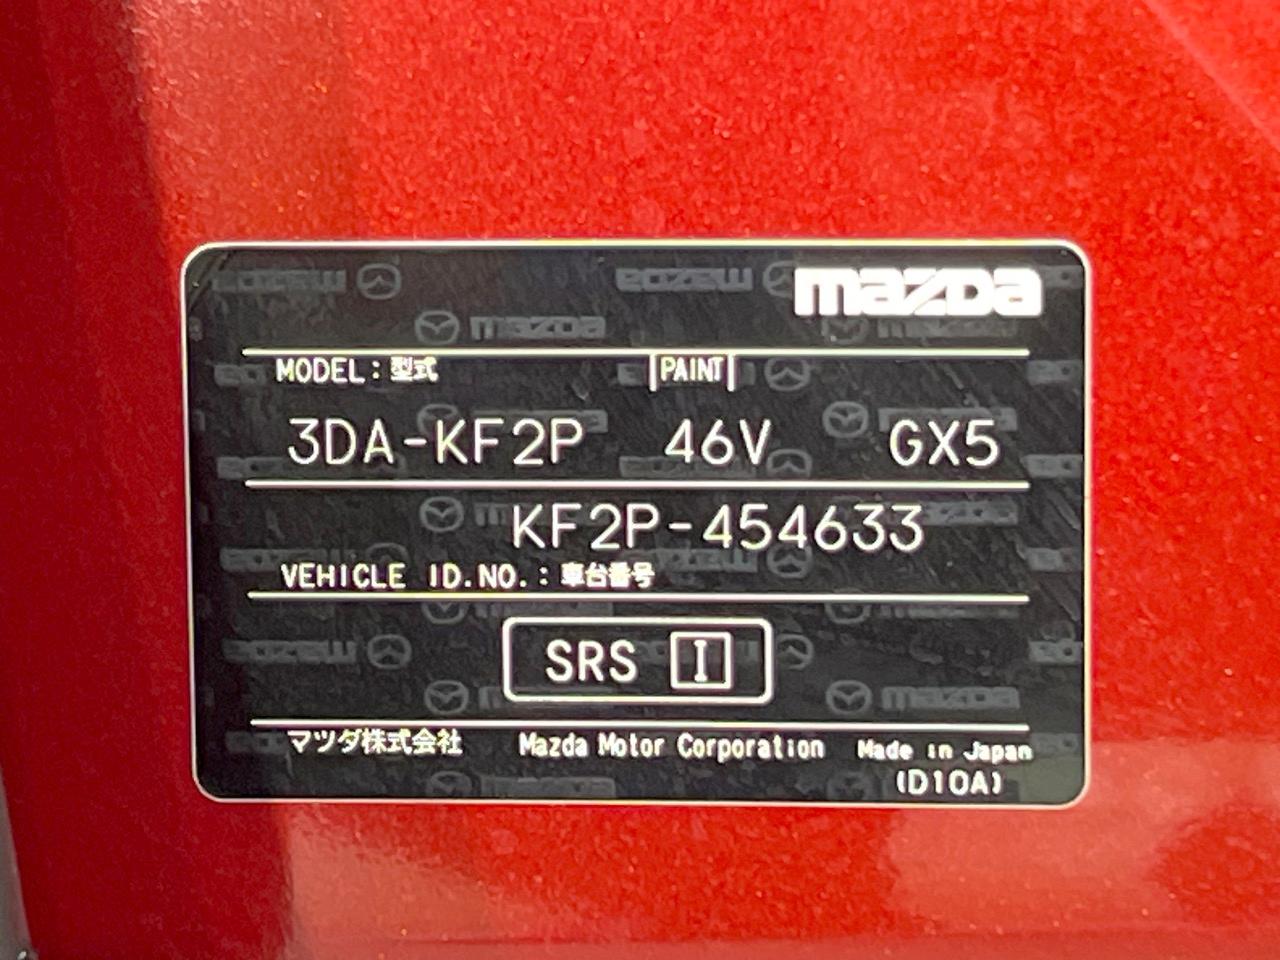 mazda
MODEL:型式 PAINT
3DA-KF2P 46V GX5
KF2P-454633
VEHICLE ID.NO.:車台番号
SRS I
マツダ株式会社 Mazda Motor Corporation Made in Japan
(D10A)